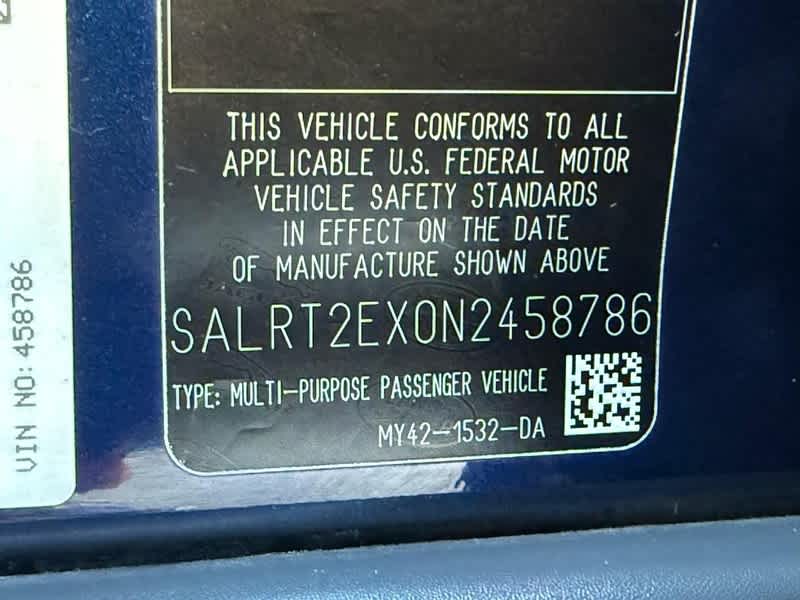 THIS VEHICLE CONFORMS TO ALL
APPLICABLE U.S. FEDERAL MOTOR
VEHICLE SAFETY STANDARDS
IN EFFECT ON THE DATE
OF MANUFACTURE SHOWN ABOVE
SALRT2EX0N2458786
TYPE: MULTI-PURPOSE PASSENGER VEHICLE
MY42-1532-DA
VIN NO: 458786